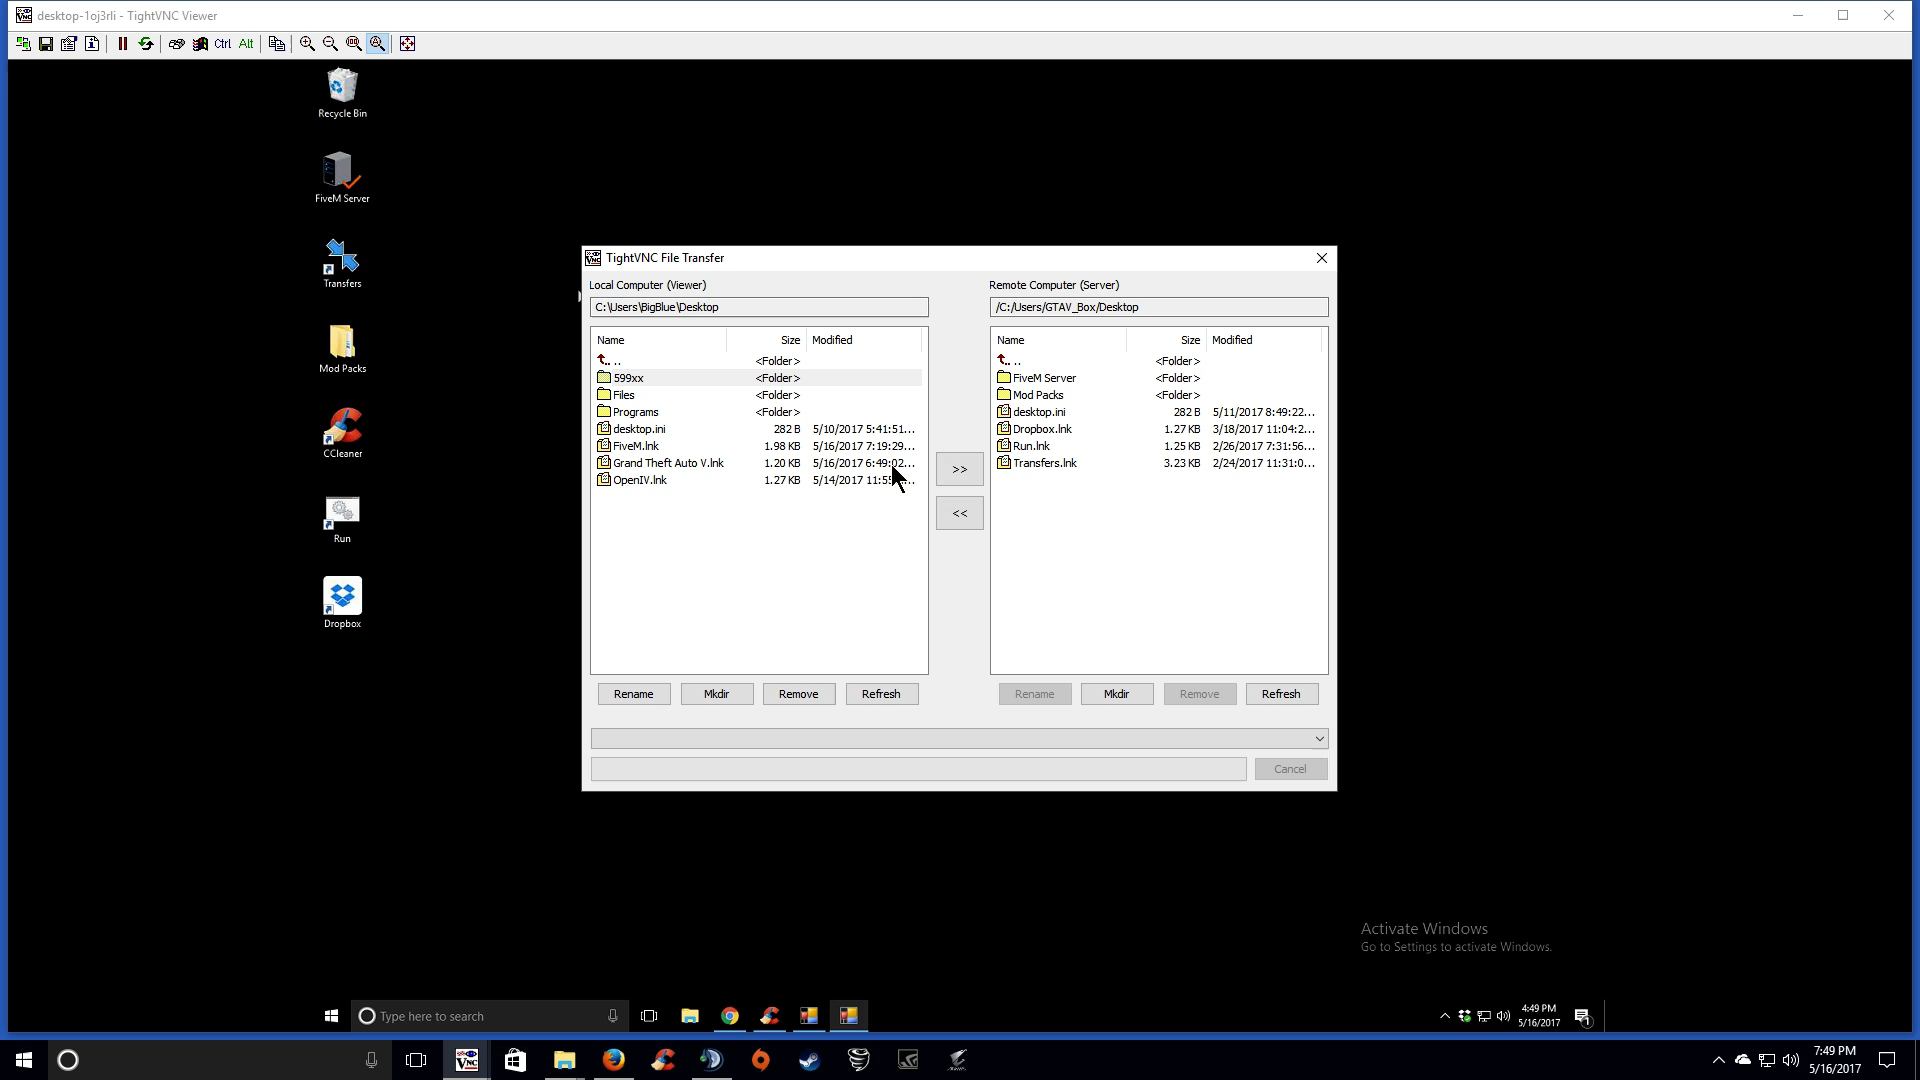 desktop-1oj3rli - TightVNC Viewer
Ctrl Alt
Recycle Bin
FiveM Server
Transfers
Mod Packs
CCleaner
Run
Dropbox
TightVNC File Transfer
Local Computer (Viewer)
C:\Users\BigBlue\Desktop
Name Size Modified
.. <Folder>
599xx <Folder>
Files <Folder>
Programs <Folder>
desktop.ini 282 B 5/10/2017 5:41:51...
FiveM.lnk 1.98 KB 5/16/2017 7:19:29...
Grand Theft Auto V.lnk 1.20 KB 5/16/2017 6:49:02...
OpenIV.lnk 1.27 KB 5/14/2017
Rename Mkdir Remove Refresh
>>
<<
Remote Computer (Server)
/C:/Users/GTAV_Box/Desktop
Name Size Modified
.. <Folder>
FiveM Server <Folder>
Mod Packs <Folder>
desktop.ini 282 B 5/11/2017 8:49:22...
Dropbox.lnk 1.27 KB 3/18/2017 11:04:2...
Run.lnk 1.25 KB 2/26/2017 7:31:56...
Transfers.lnk 3.23 KB 2/24/2017 11:31:0...
Rename Mkdir Remove Refresh
Cancel
Activate Windows
Go to Settings to activate Windows.
Type here to search
4:49 PM
5/16/2017
1
7:49 PM
5/16/2017